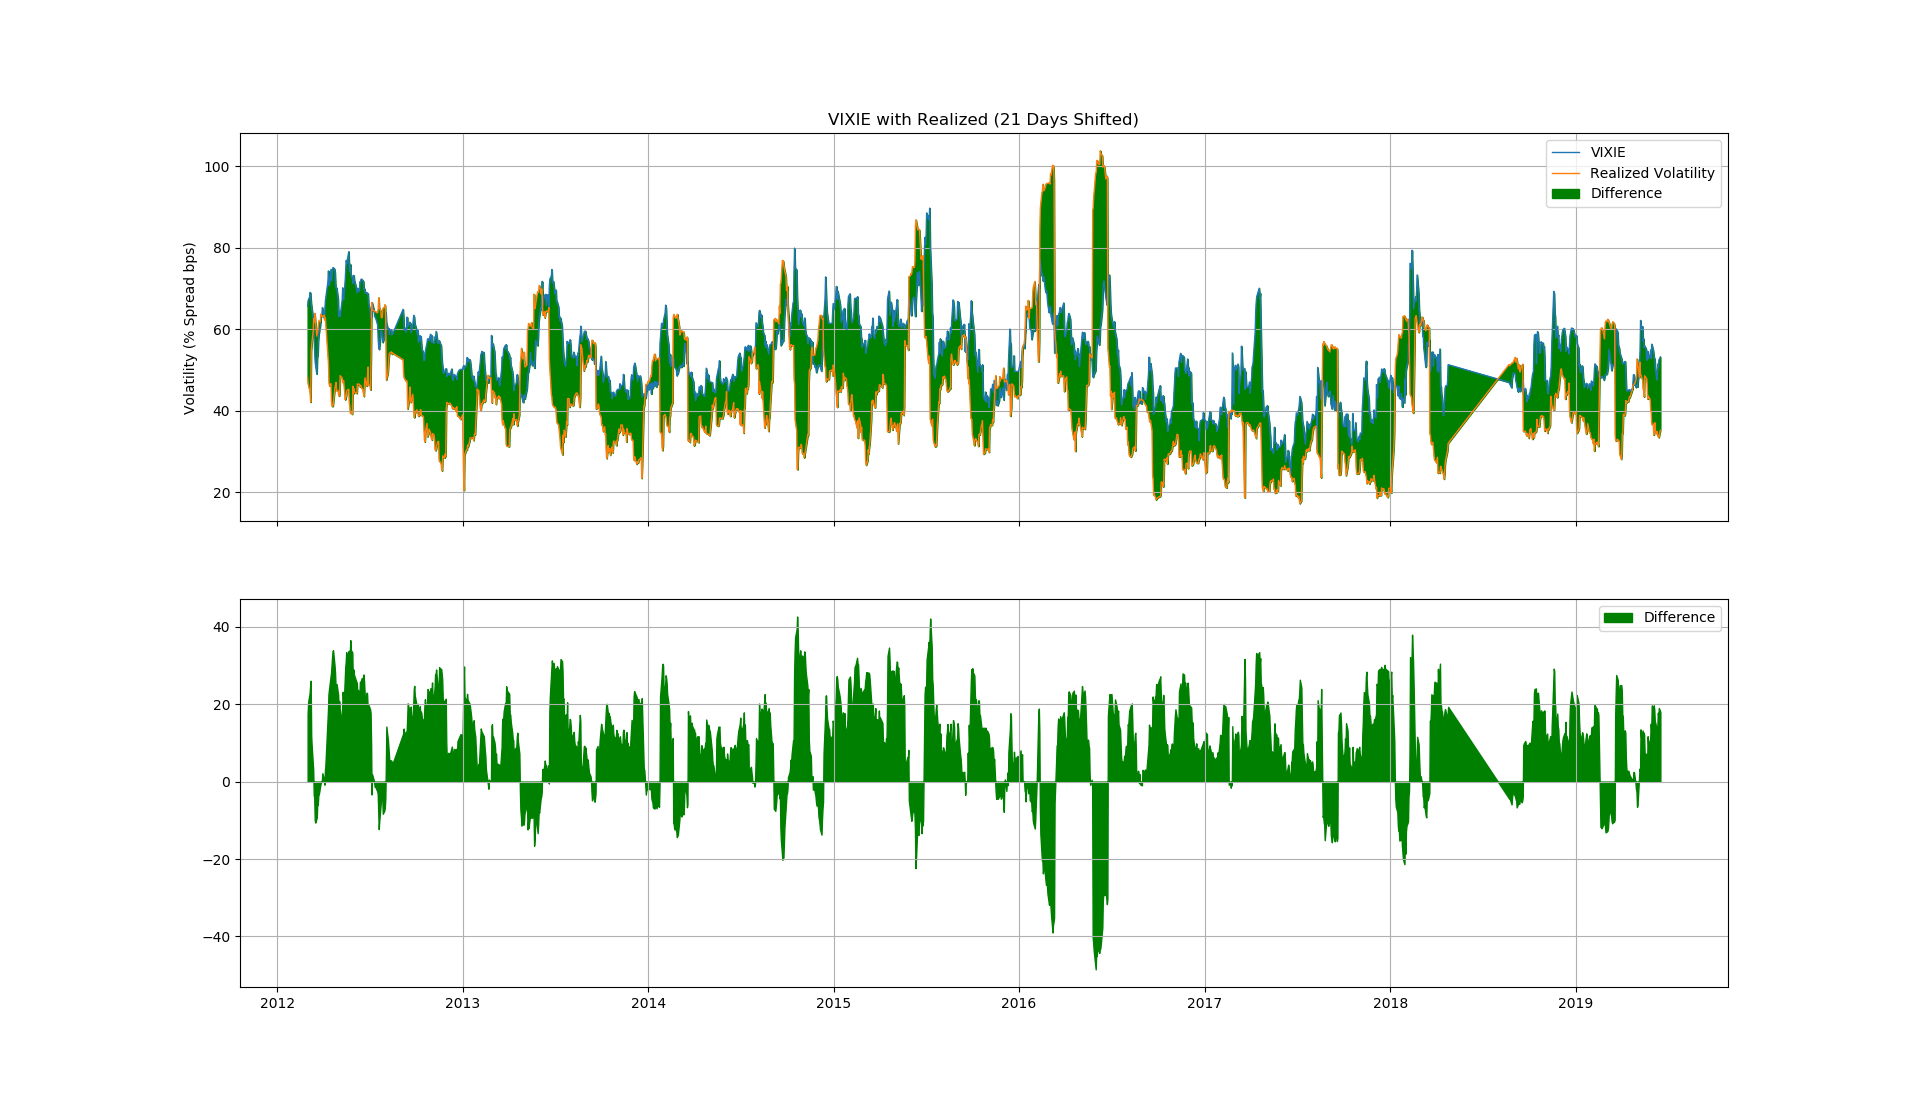 VIXIE with Realized (21 Days Shifted)
Volatility (% Spread bps)
100
80
60
40
20
VIXIE
Realized Volatility
Difference
40
20
0
−20
−40
Difference
2012 2013 2014 2015 2016 2017 2018 2019